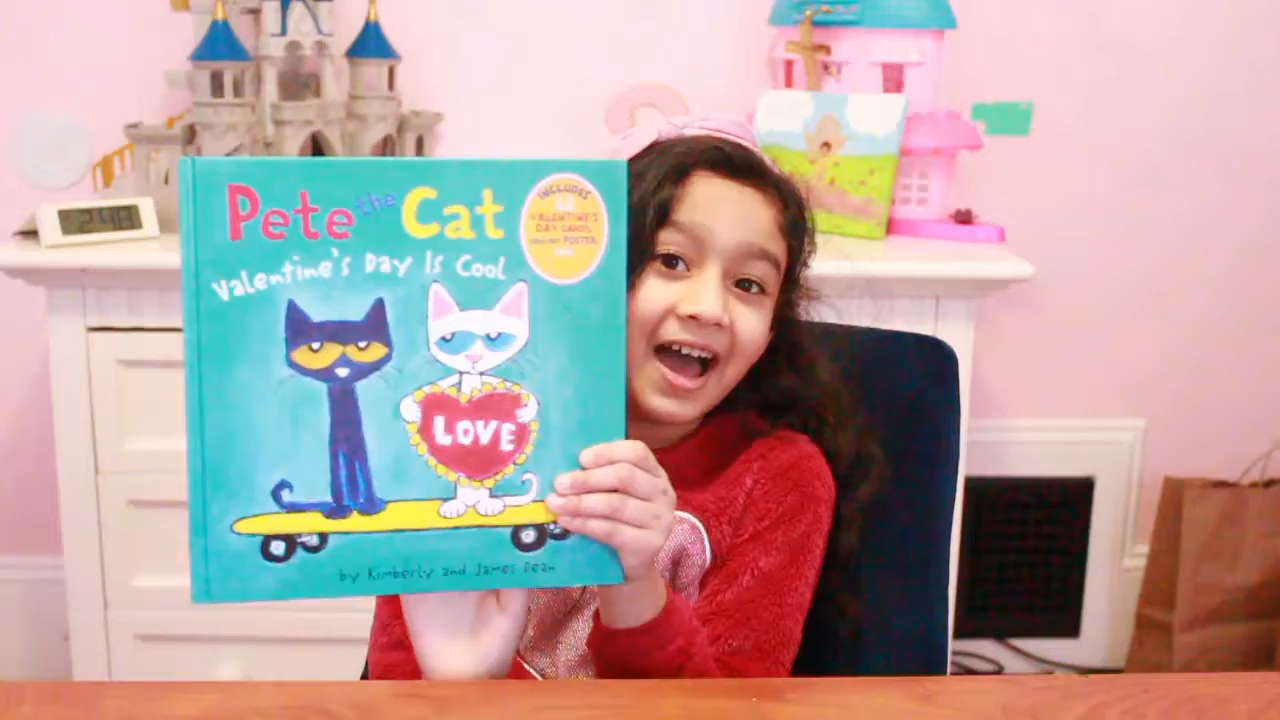 2:48
Pete the Cat
Valentine's Day Is Cool
INCLUDES
12
VALENTINE'S
DAY CARDS,
POSTER,
LOVE
by Kimberly and James Dean